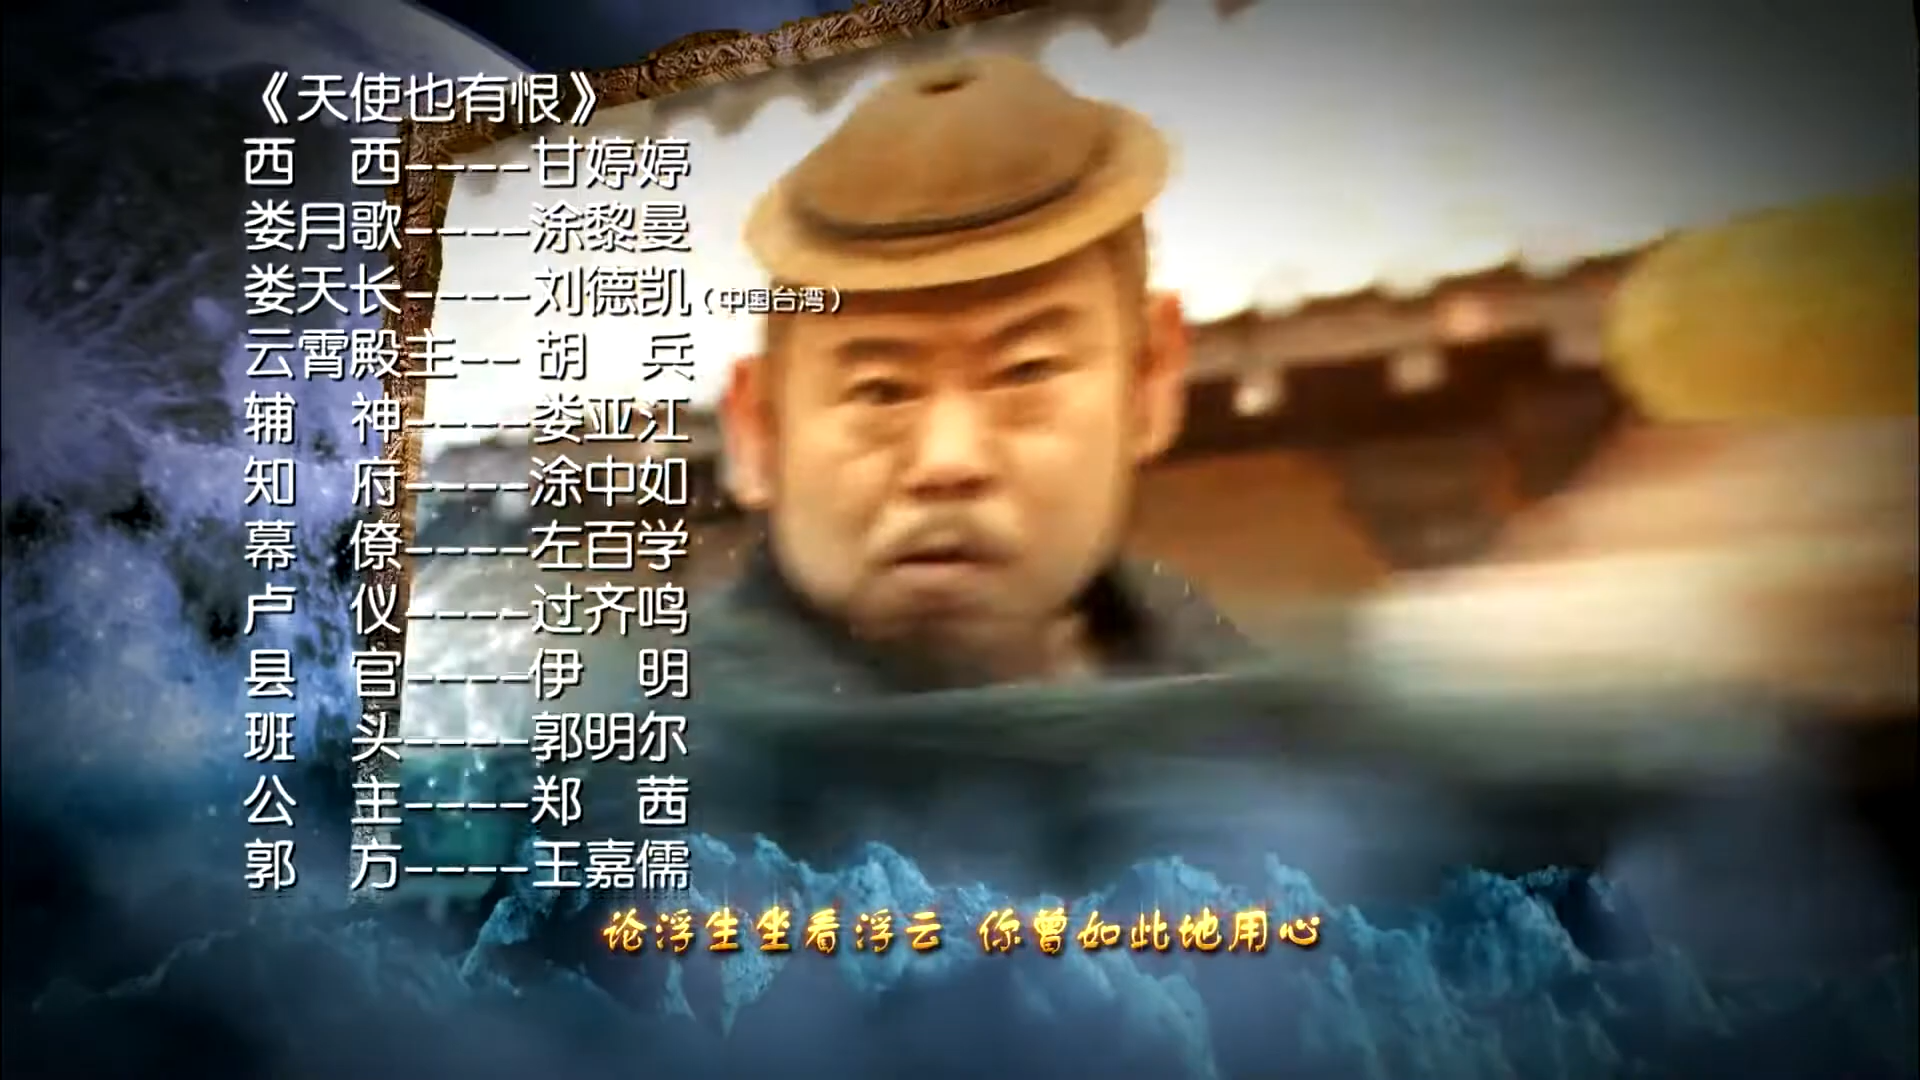 《天使也有恨》
西　西----甘婷婷
娄月歌----涂黎曼
娄天长----刘德凯（中国台湾）
云霄殿主--胡　兵
辅　神----娄亚江
知　府----涂中如
幕　僚----左百学
卢　仪----过齐鸣
县　官----伊　明
班　头----郭明尔
公　主----郑　茜
郭　方----王嘉儒
论浮生坐看浮云 你曾如此地用心